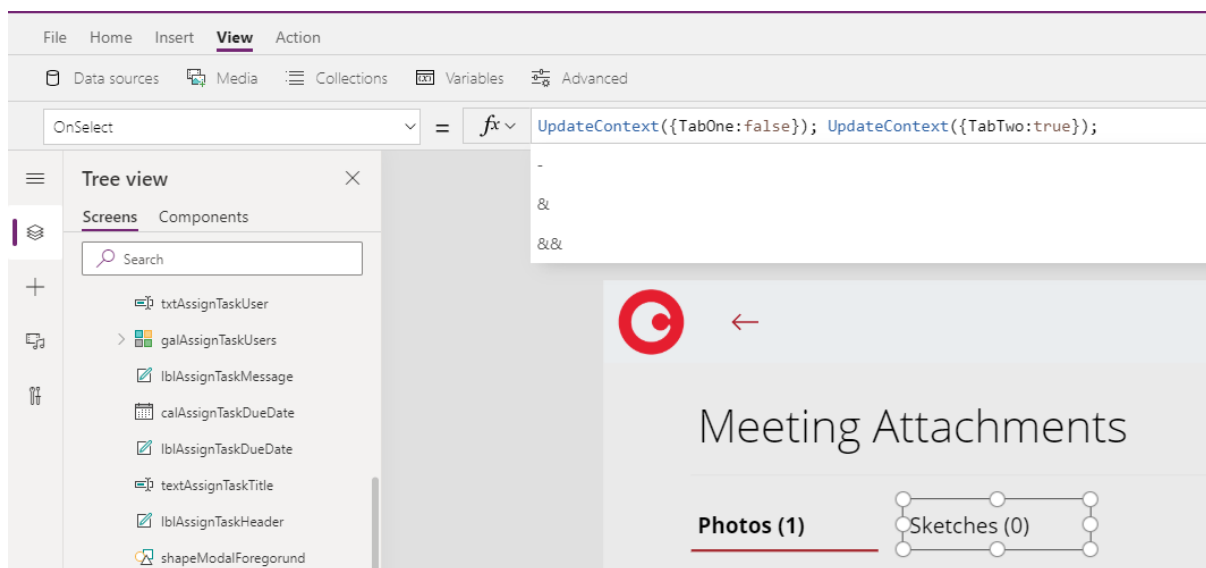 File Home Insert View Action
Data sources Media Collections Variables Advanced
OnSelect = fx UpdateContext({TabOne:false}); UpdateContext({TabTwo:true});
-
&
&&
Tree view
Screens Components
Search
txtAssignTaskUser
galAssignTaskUsers
lblAssignTaskMessage
calAssignTaskDueDate
lblAssignTaskDueDate
textAssignTaskTitle
lblAssignTaskHeader
shapeModalForegorund
Meeting Attachments
Photos (1) Sketches (0)